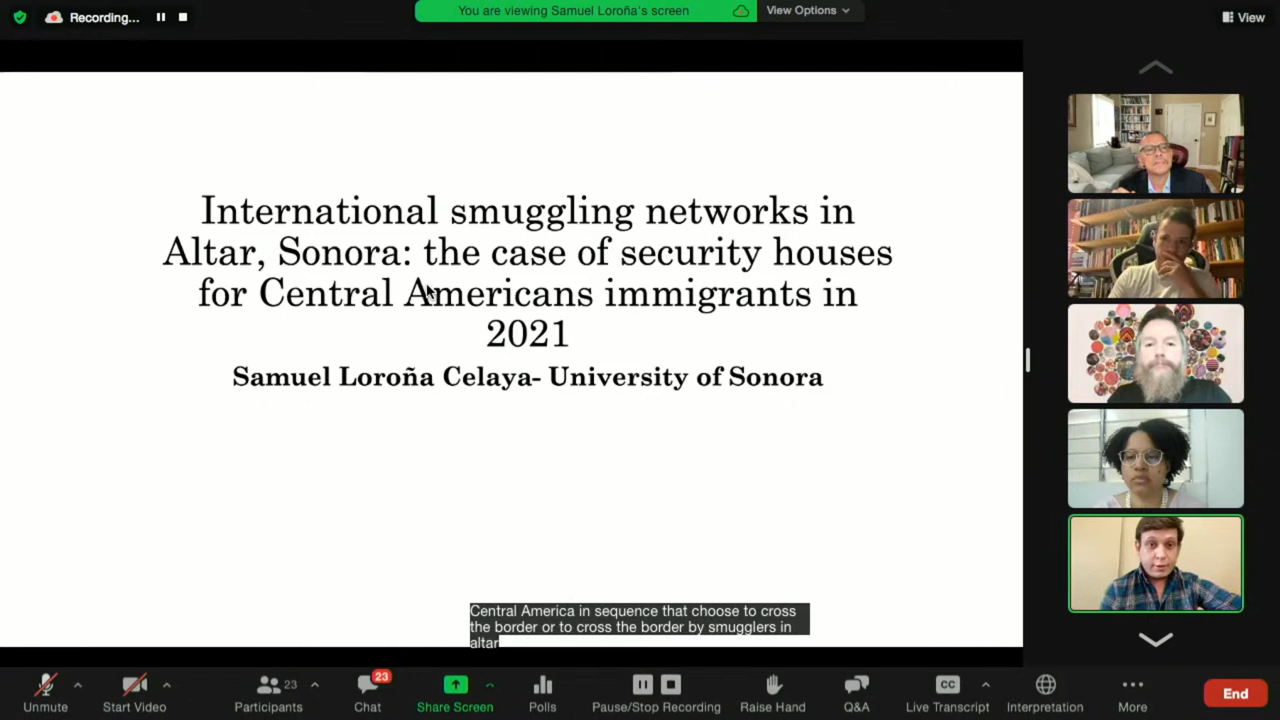 Recording...
You are viewing Samuel Loroña's screen
View Options
View
International smuggling networks in
Altar, Sonora: the case of security houses
for Central Americans immigrants in
2021
Samuel Loroña Celaya- University of Sonora
Central America in sequence that choose to cross
the border or to cross the border by smugglers in
altar
Unmute
Start Video
23
Participants
23
Chat
Share Screen
Polls
Pause/Stop Recording
Raise Hand
Q&A
CC
Live Transcript
Interpretation
More
End